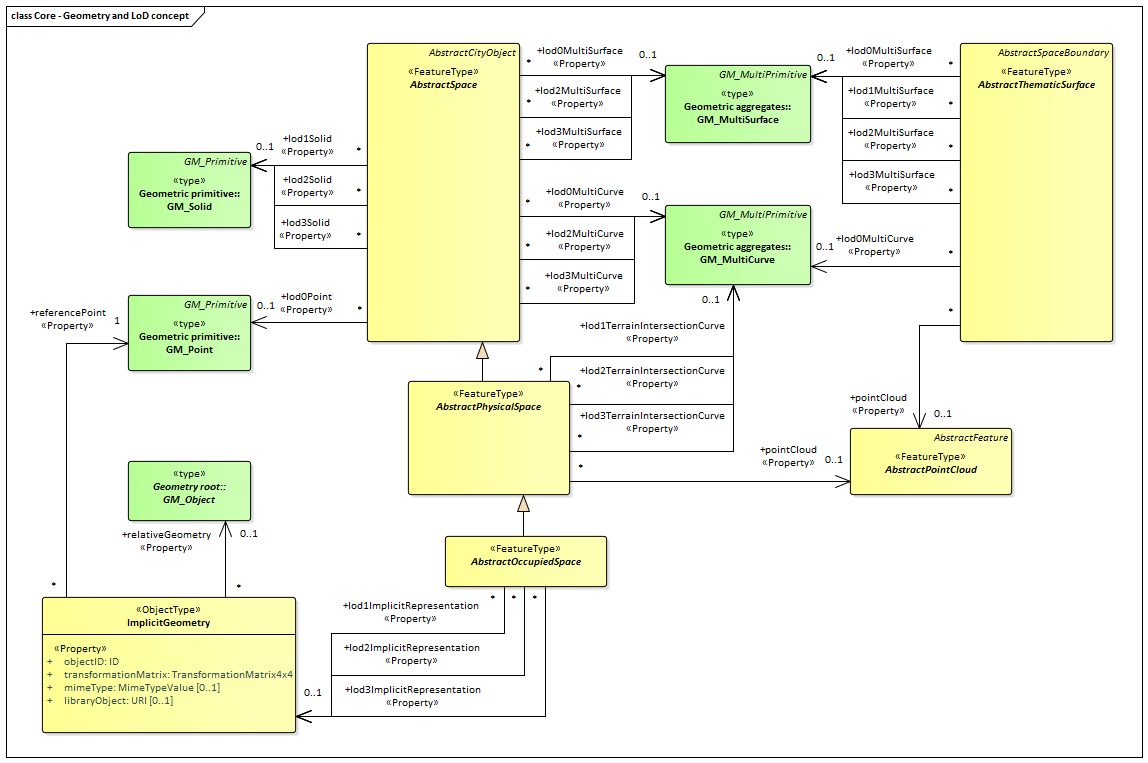 class Core - Geometry and LoD concept
AbstractCityObject
«FeatureType»
AbstractSpace
+lod0MultiSurface
«Property»
*
0..1
+lod2MultiSurface
«Property»
*
+lod3MultiSurface
«Property»
*
GM_MultiPrimitive
«type»
Geometric aggregates::
GM_MultiSurface
0..1
+lod0MultiSurface
«Property»
*
+lod1MultiSurface
«Property»
*
+lod2MultiSurface
«Property»
*
+lod3MultiSurface
«Property»
*
AbstractSpaceBoundary
«FeatureType»
AbstractThematicSurface
0..1
+lod1Solid
«Property»
*
+lod2Solid
«Property»
*
+lod3Solid
«Property»
*
GM_Primitive
«type»
Geometric primitive::
GM_Solid
+lod0MultiCurve
«Property»
*
0..1
+lod2MultiCurve
«Property»
*
+lod3MultiCurve
«Property»
*
GM_MultiPrimitive
«type»
Geometric aggregates::
GM_MultiCurve
0..1
+lod0MultiCurve
«Property»
*
+referencePoint
«Property»
1
GM_Primitive
«type»
Geometric primitive::
GM_Point
0..1
+lod0Point
«Property»
*
0..1
+lod1TerrainIntersectionCurve
«Property»
*
+lod2TerrainIntersectionCurve
«Property»
*
+lod3TerrainIntersectionCurve
«Property»
*
«FeatureType»
AbstractPhysicalSpace
*
+pointCloud
«Property»
0..1
*
+pointCloud
«Property»
0..1
AbstractFeature
«FeatureType»
AbstractPointCloud
«type»
Geometry root::
GM_Object
+relativeGeometry
«Property»
0..1
*
*
«FeatureType»
AbstractOccupiedSpace
*
*
*
+lod1ImplicitRepresentation
«Property»
+lod2ImplicitRepresentation
«Property»
+lod3ImplicitRepresentation
«Property»
0..1
«ObjectType»
ImplicitGeometry
«Property»
+ objectID: ID
+ transformationMatrix: TransformationMatrix4x4
+ mimeType: MimeTypeValue [0..1]
+ libraryObject: URI [0..1]